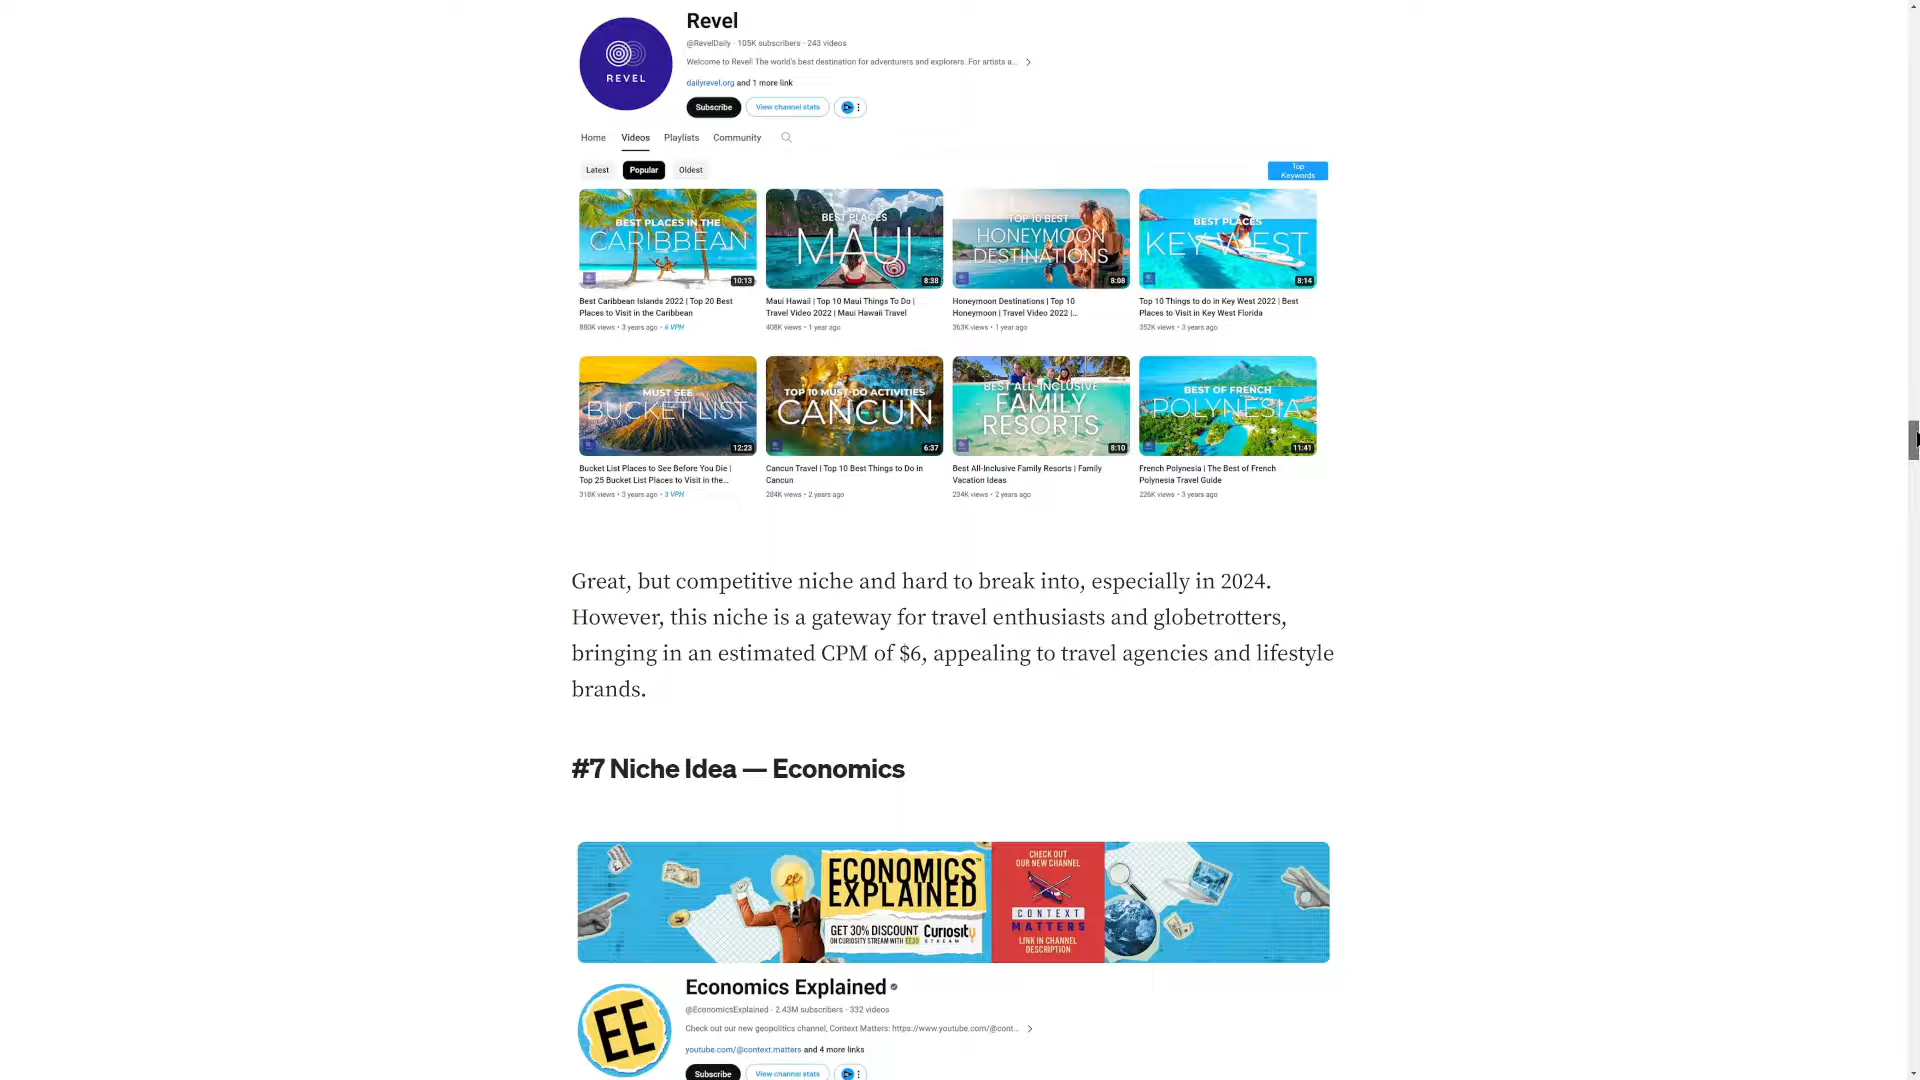 Revel
@RevelDaily · 105K subscribers · 243 videos
Welcome to Revel! The world's best destination for adventurers and explorers. For artists a...
dailyrevel.org and 1 more link
REVEL
Subscribe
View channel stats
Home
Videos
Playlists
Community
Latest
Popular
Oldest
Top
Keywords
BEST PLACES IN THE
CARIBBEAN
10:13
BEST PLACES
MAUI
8:38
TOP 10 BEST
HONEYMOON
DESTINATIONS
8:08
BEST PLACES
KEY WEST
8:14
Best Caribbean Islands 2022 | Top 20 Best
Places to Visit in the Caribbean
880K views • 3 years ago • 6 VPH
Maui Hawaii | Top 10 Maui Things To Do |
Travel Video 2022 | Maui Hawaii Travel
408K views • 1 year ago
Honeymoon Destinations | Top 10
Honeymoon | Travel Video 2022 |...
363K views • 1 year ago
Top 10 Things to do in Key West 2022 | Best
Places to Visit in Key West Florida
352K views • 3 years ago
MUST SEE
BUCKET LIST
12:23
TOP 10 MUST-DO ACTIVITIES
CANCUN
6:37
BEST ALL-INCLUSIVE
FAMILY
RESORTS
8:10
BEST OF FRENCH
POLYNESIA
11:41
Bucket List Places to See Before You Die |
Top 25 Bucket List Places to Visit in the...
318K views • 3 years ago • 3 VPH
Cancun Travel | Top 10 Best Things to Do in
Cancun
284K views • 2 years ago
Best All-Inclusive Family Resorts | Family
Vacation Ideas
234K views • 2 years ago
French Polynesia | The Best of French
Polynesia Travel Guide
226K views • 3 years ago
Great, but competitive niche and hard to break into, especially in 2024.
However, this niche is a gateway for travel enthusiasts and globetrotters,
bringing in an estimated CPM of $6, appealing to travel agencies and lifestyle
brands.
#7 Niche Idea — Economics
ee
ECONOMICS™
EXPLAINED
GET 30% DISCOUNT
ON CURIOSITY STREAM WITH EE30
Curiosity
STREAM
CHECK OUT
OUR NEW CHANNEL
CONTEXT
MATTERS
LINK IN CHANNEL
DESCRIPTION
EE
Economics Explained
@EconomicsExplained · 2.43M subscribers · 332 videos
Check out our new geopolitics channel, Context Matters: https://www.youtube.com/@cont...
youtube.com/@context.matters and 4 more links
Subscribe
View channel stats